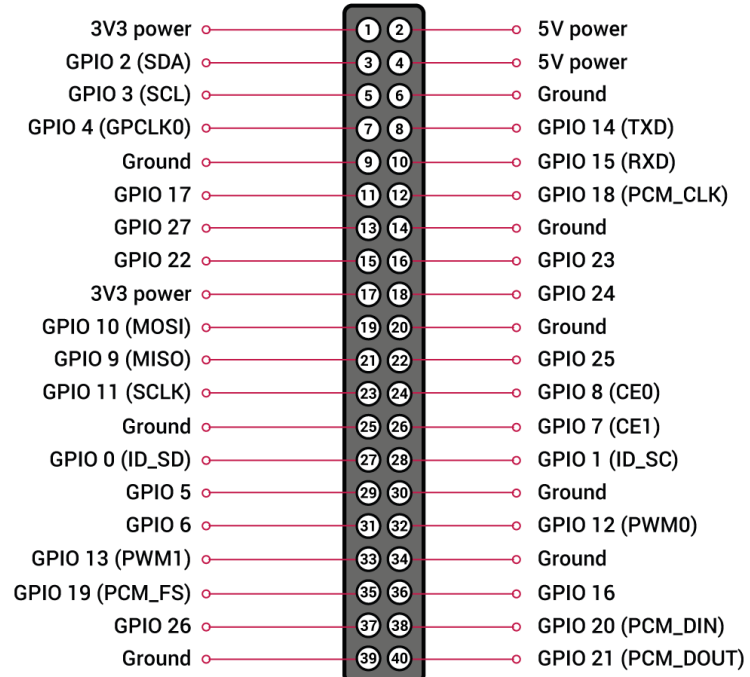 3V3 power 1 2 5V power
GPIO 2 (SDA) 3 4 5V power
GPIO 3 (SCL) 5 6 Ground
GPIO 4 (GPCLK0) 7 8 GPIO 14 (TXD)
Ground 9 10 GPIO 15 (RXD)
GPIO 17 11 12 GPIO 18 (PCM_CLK)
GPIO 27 13 14 Ground
GPIO 22 15 16 GPIO 23
3V3 power 17 18 GPIO 24
GPIO 10 (MOSI) 19 20 Ground
GPIO 9 (MISO) 21 22 GPIO 25
GPIO 11 (SCLK) 23 24 GPIO 8 (CE0)
Ground 25 26 GPIO 7 (CE1)
GPIO 0 (ID_SD) 27 28 GPIO 1 (ID_SC)
GPIO 5 29 30 Ground
GPIO 6 31 32 GPIO 12 (PWM0)
GPIO 13 (PWM1) 33 34 Ground
GPIO 19 (PCM_FS) 35 36 GPIO 16
GPIO 26 37 38 GPIO 20 (PCM_DIN)
Ground 39 40 GPIO 21 (PCM_DOUT)